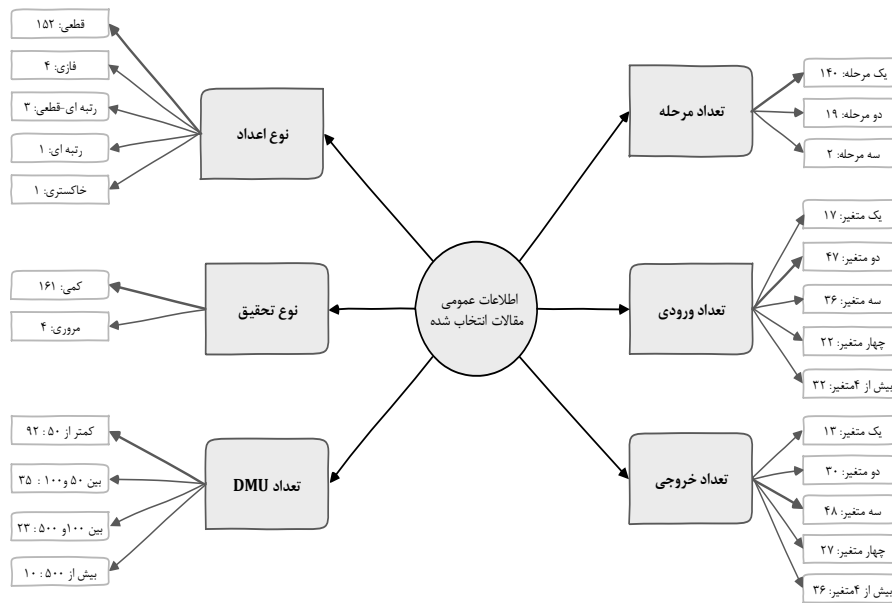 اطلاعات عمومی
مقالات انتخاب شده
تعداد مرحله
یک مرحله: ۱۴۰
دو مرحله: ۱۹
سه مرحله: ۲
تعداد ورودی
یک متغیر: ۱۷
دو متغیر: ۴۷
سه متغیر: ۳۶
چهار متغیر: ۲۲
بیش از ۴متغیر: ۳۲
تعداد خروجی
یک متغیر: ۱۳
دو متغیر: ۳۰
سه متغیر: ۴۸
چهار متغیر: ۲۷
بیش از ۴متغیر: ۳۶
نوع اعداد
قطعی: ۱۵۲
فازی: ۴
رتبه ای-قطعی: ۳
رتبه ای: ۱
خاکستری: ۱
نوع تحقیق
کمی: ۱۶۱
مروری: ۴
تعداد DMU
کمتر از ۵۰ : ۹۲
بین ۵۰ و۱۰۰ : ۳۵
بین ۱۰۰و ۵۰۰ : ۲۳
بیش از ۵۰۰ : ۱۰